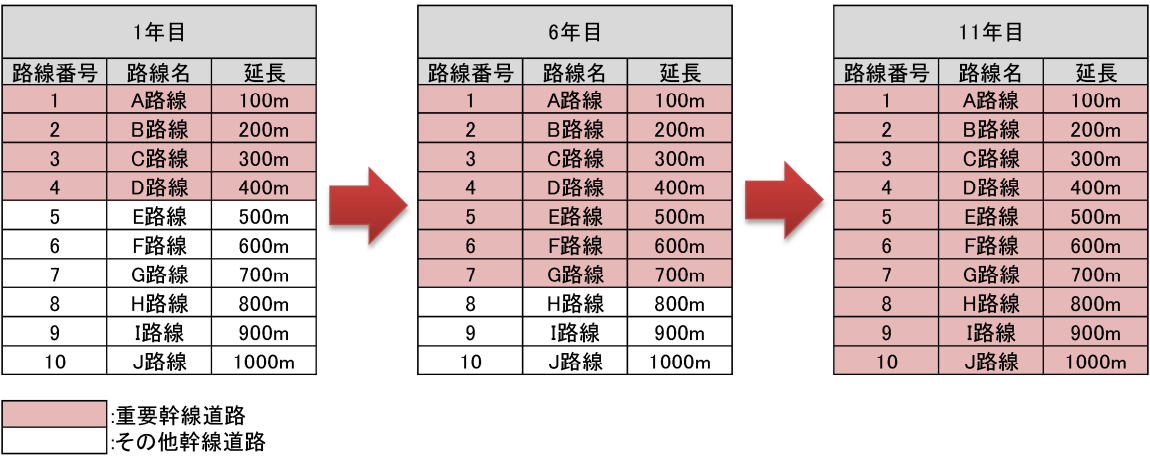 1年目
路線番号 路線名 延長
1 A路線 100m
2 B路線 200m
3 C路線 300m
4 D路線 400m
5 E路線 500m
6 F路線 600m
7 G路線 700m
8 H路線 800m
9 I路線 900m
10 J路線 1000m
6年目
路線番号 路線名 延長
1 A路線 100m
2 B路線 200m
3 C路線 300m
4 D路線 400m
5 E路線 500m
6 F路線 600m
7 G路線 700m
8 H路線 800m
9 I路線 900m
10 J路線 1000m
11年目
路線番号 路線名 延長
1 A路線 100m
2 B路線 200m
3 C路線 300m
4 D路線 400m
5 E路線 500m
6 F路線 600m
7 G路線 700m
8 H路線 800m
9 I路線 900m
10 J路線 1000m
:重要幹線道路
:その他幹線道路